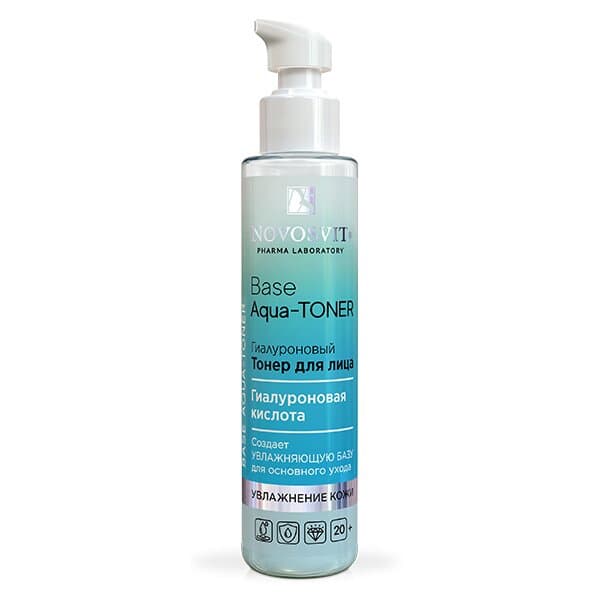 NOVOSVIT®
PHARMA LABORATORY
Base
Aqua-TONER
Гиалуроновый
Тонер для лица
Гиалуроновая
кислота
Создает
УВЛАЖНЯЮЩУЮ БАЗУ
для основного ухода
УВЛАЖНЕНИЕ КОЖИ
20+
BASE AQUA-TONER